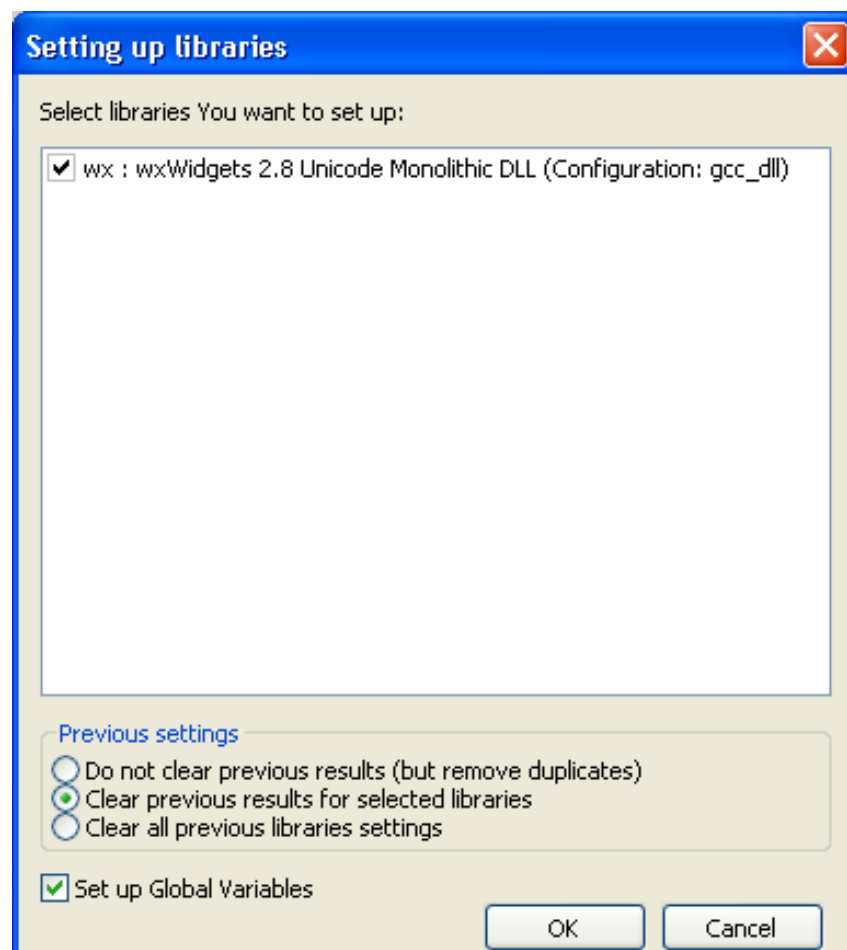 Setting up libraries
Select libraries You want to set up:
wx : wxWidgets 2.8 Unicode Monolithic DLL (Configuration: gcc_dll)
Previous settings
Do not clear previous results (but remove duplicates)
Clear previous results for selected libraries
Clear all previous libraries settings
Set up Global Variables
OK Cancel